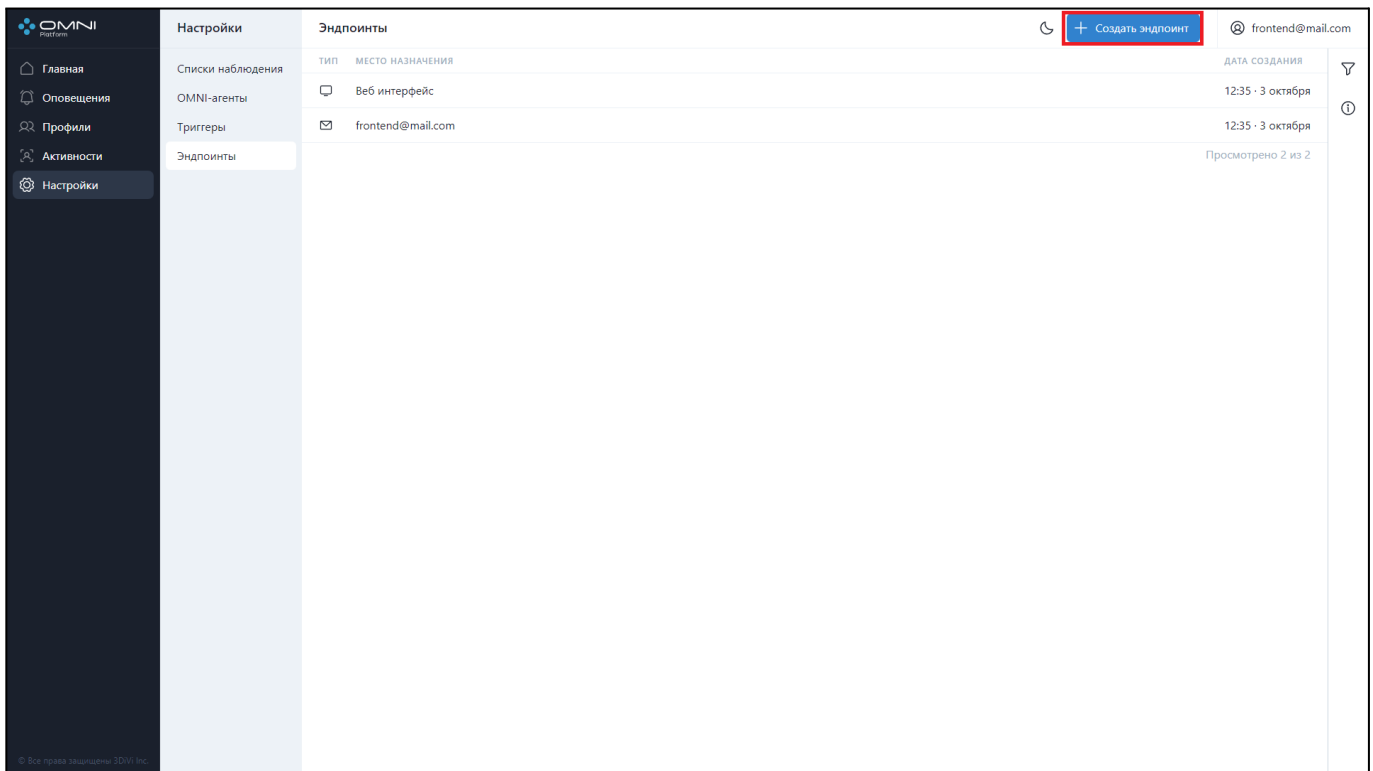 OMNI
Platform
Главная
Оповещения
Профили
Активности
Настройки
© Все права защищены 3DiVi Inc.
Настройки
Списки наблюдения
OMNI-агенты
Триггеры
Эндпоинты
Эндпоинты
Создать эндпоинт
frontend@mail.com
ТИП МЕСТО НАЗНАЧЕНИЯ ДАТА СОЗДАНИЯ
Веб интерфейс 12:35 · 3 октября
frontend@mail.com 12:35 · 3 октября
Просмотрено 2 из 2